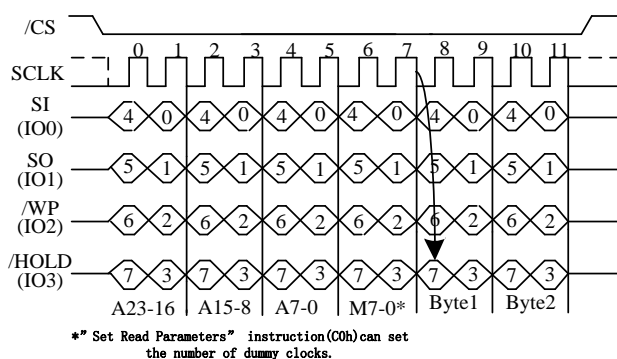 /CS
0 1 2 3 4 5 6 7 8 9 10 11
SCLK
SI
(IO0)
4 0 4 0 4 0 4 0 4 0 4 0
SO
(IO1)
5 1 5 1 5 1 5 1 5 1 5 1
/WP
(IO2)
6 2 6 2 6 2 6 2 6 2 6 2
/HOLD
(IO3)
7 3 7 3 7 3 7 3 7 3 7 3
A23-16 A15-8 A7-0 M7-0* Byte1 Byte2
*" Set Read Parameters" instruction(C0h)can set
the number of dummy clocks.